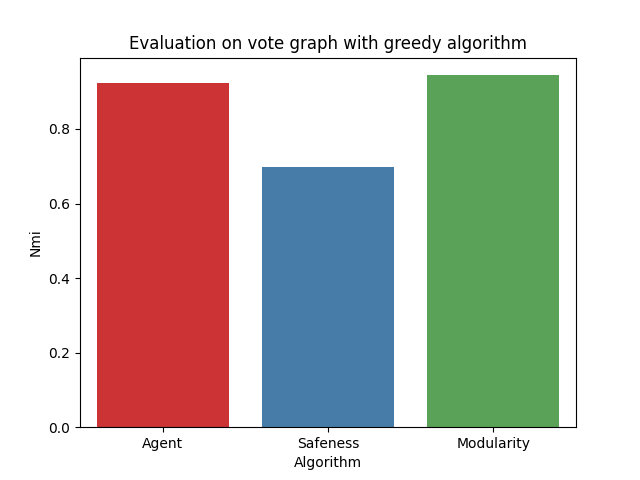 Evaluation on vote graph with greedy algorithm
0.8
0.6
0.4
0.2
0.0
Nmi
Agent Safeness Modularity
Algorithm